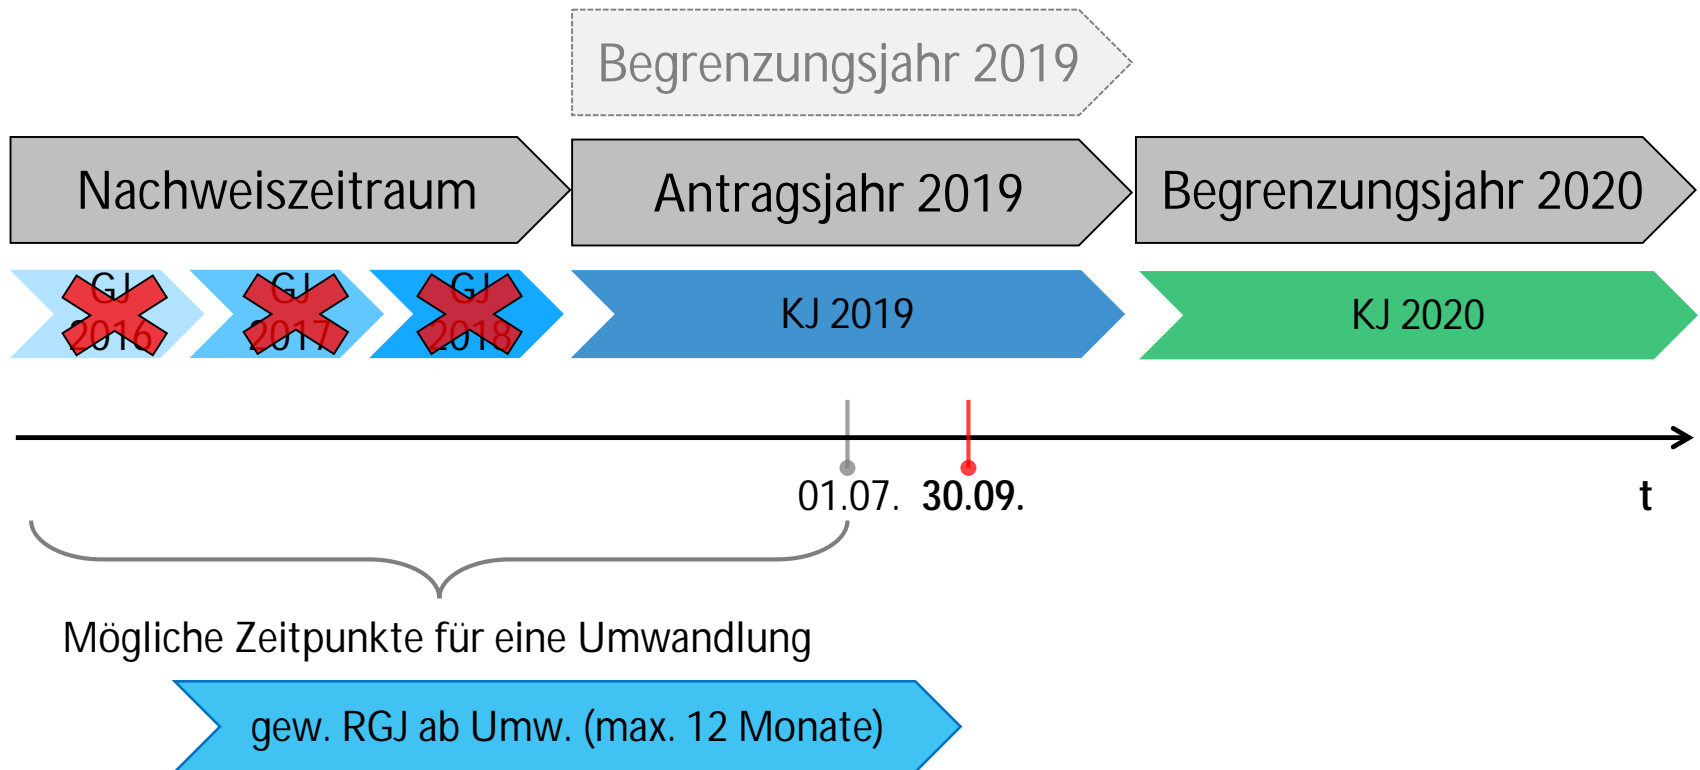 Begrenzungsjahr 2019
Nachweiszeitraum
Antragsjahr 2019
Begrenzungsjahr 2020
GJ
2016
GJ
2017
GJ
2018
KJ 2019
KJ 2020
01.07.
30.09.
t
Mögliche Zeitpunkte für eine Umwandlung
gew. RGJ ab Umw. (max. 12 Monate)